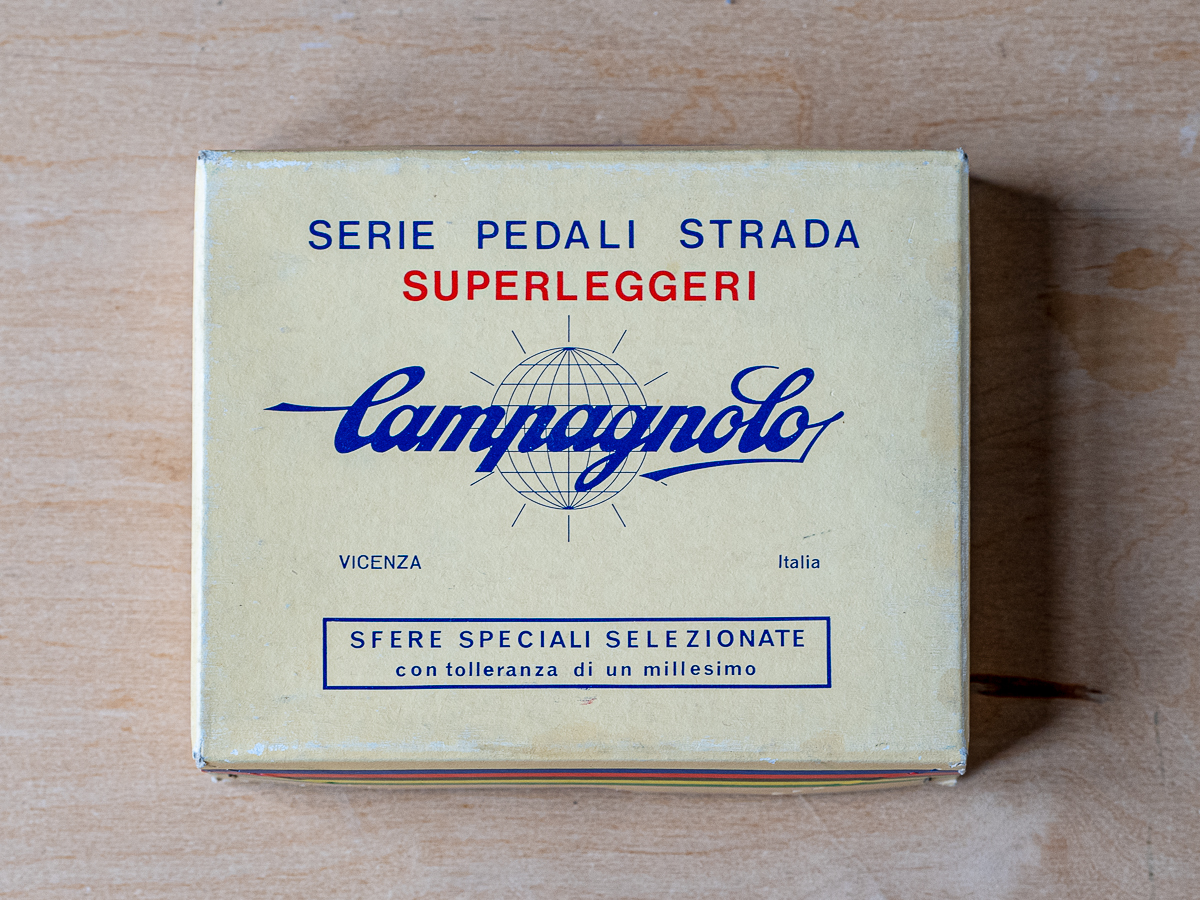 SERIE PEDALI STRADA
SUPERLEGGERI
Campagnolo
VICENZA Italia
SFERE SPECIALI SELEZIONATE
con tolleranza di un millesimo